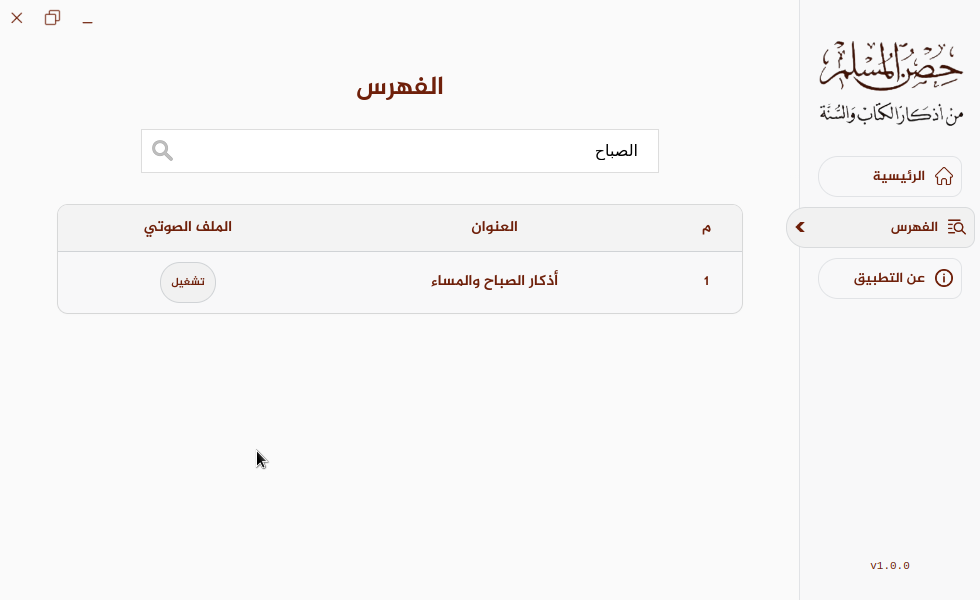 حصن المسلم
من أذكار الكتاب والسنة
الرئيسية
الفهرس
عن التطبيق
v1.0.0
الفهرس
الصباح
م العنوان الملف الصوتي
1 أذكار الصباح والمساء تشغيل